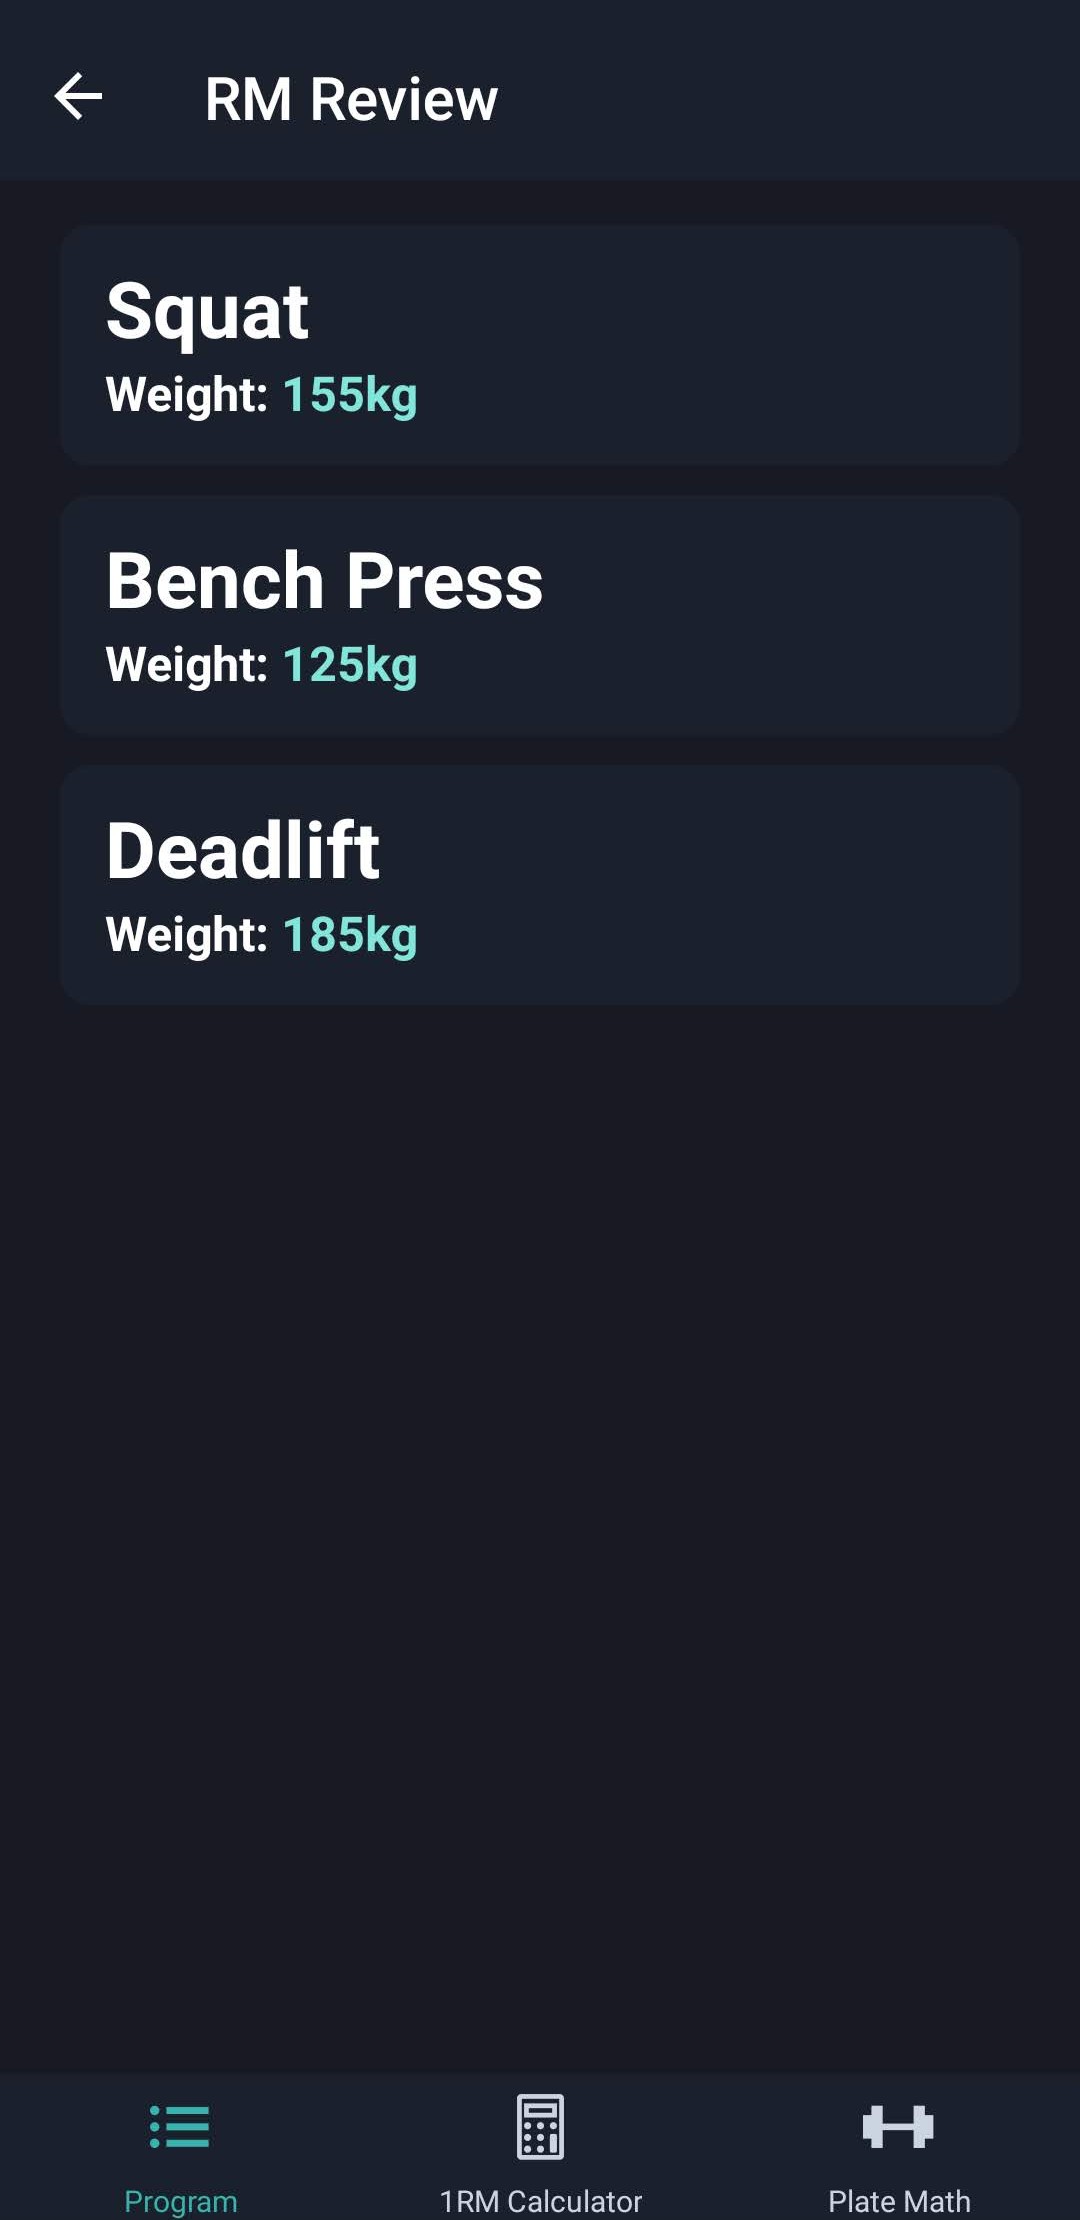 RM Review
Squat
Weight: 155kg
Bench Press
Weight: 125kg
Deadlift
Weight: 185kg
Program
1RM Calculator
Plate Math